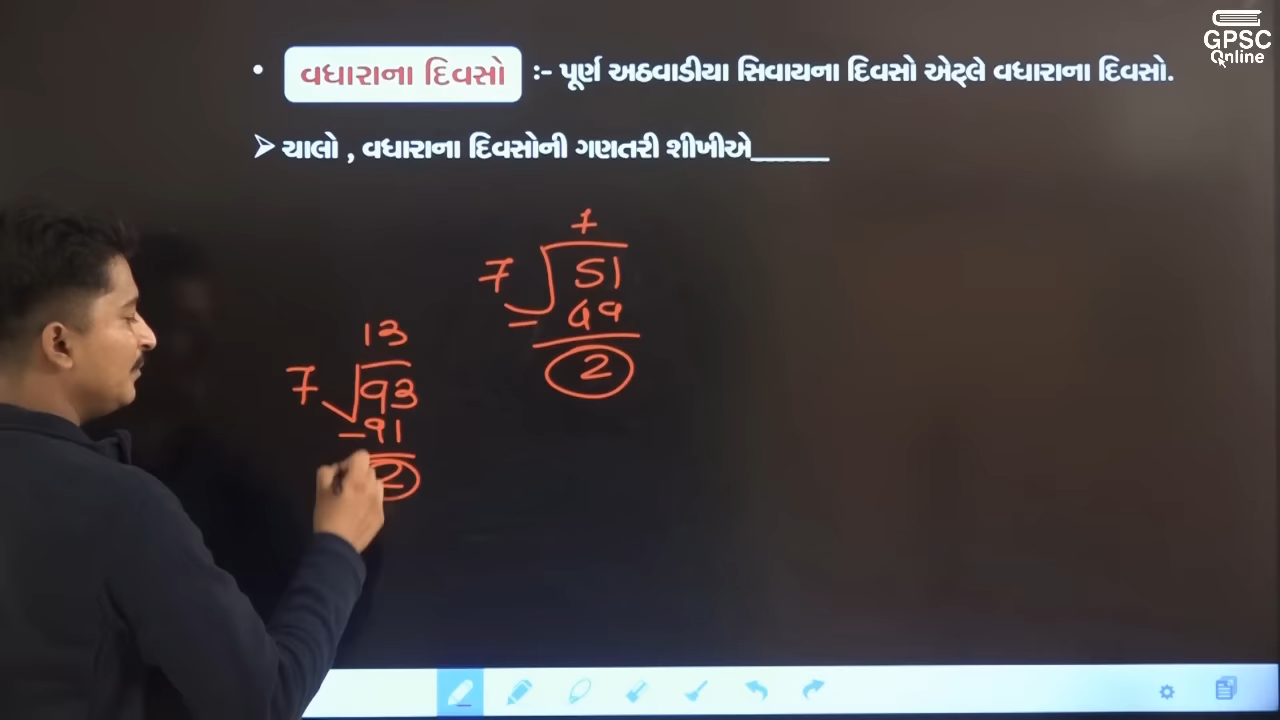 GPSC
Online
• વધારાના દિવસો :- પૂર્ણ અઠવાડીયા સિવાયના દિવસો એટ્લે વધારાના દિવસો.
➢ ચાલો , વધારાના દિવસોની ગણતરી શીખીએ______
7
7 51
- 49
2
13
7 93
- 91
2